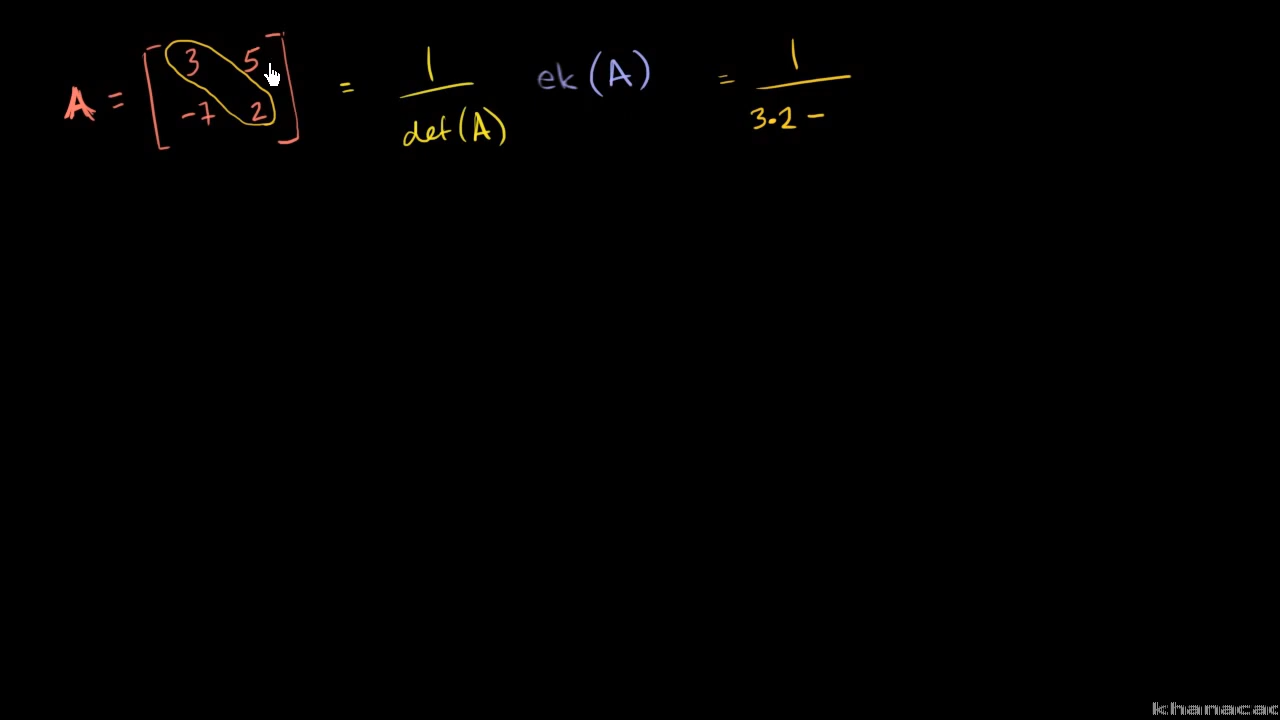 A = [ 3 5 = 1 ek (A) = 1
-7 2 ] det (A) 3·2 -
khanacac